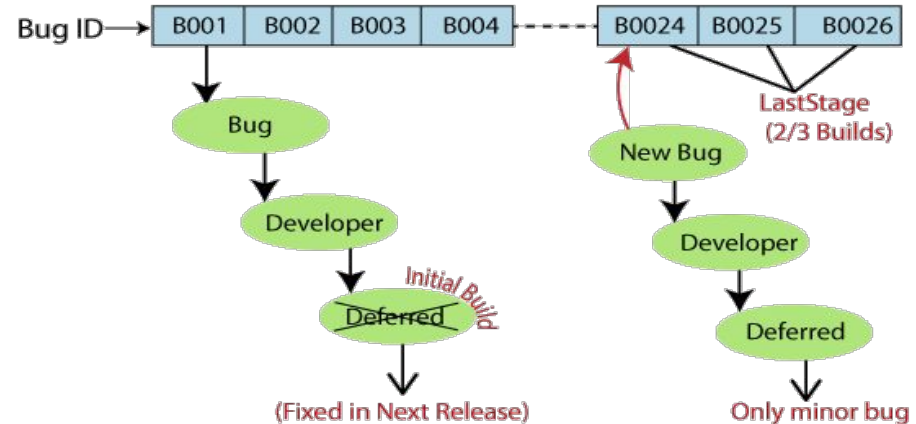 Bug ID B001 B002 B003 B004 B0024 B0025 B0026
LastStage
(2/3 Builds)
Bug
New Bug
Developer
Developer
Initial Build
Deferred
Deferred
(Fixed in Next Release)
Only minor bug